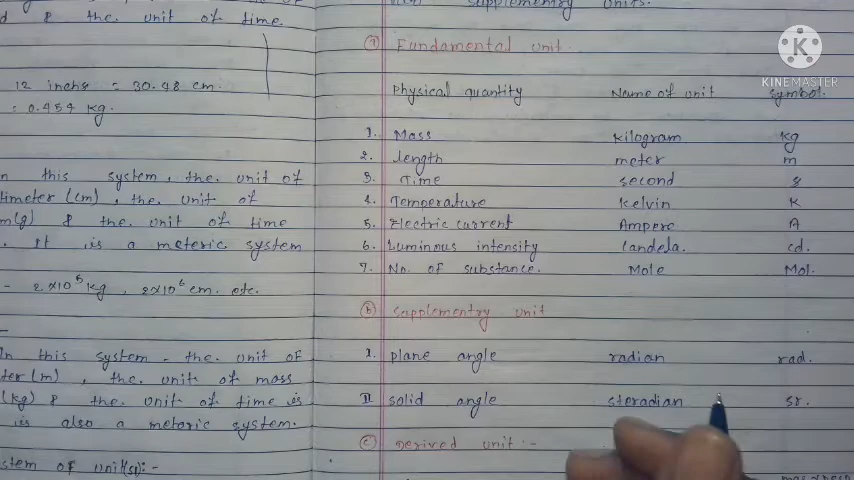 d & the unit of time
12 inchs = 30.48 cm.
= 0.454 kg.
n this system, the unit of
timeter (cm), the unit of
m(g) & the unit of time
. It is a meteric system
- 2×10⁵ kg, 2×10⁶ cm. etc.
In this system - the unit of
ter(m), the unit of mass
(kg) & the unit of time is
is also a meteric system.
stem of unit(SI):-
supplementry units.
(a) Fundamental unit.
Physical quantity Name of unit symbol.
1. Mass kilogram kg
2. length meter m
3. Time second s
4. Temperature Kelvin K
5. Electric current Ampere A
6. Luminous intensity Candela. cd.
7. No. of substance. Mole Mol.
(b) Supplementry unit
I. plane angle radian rad.
II solid angle steradian sr.
(c) Derived unit :-
KINEMASTER